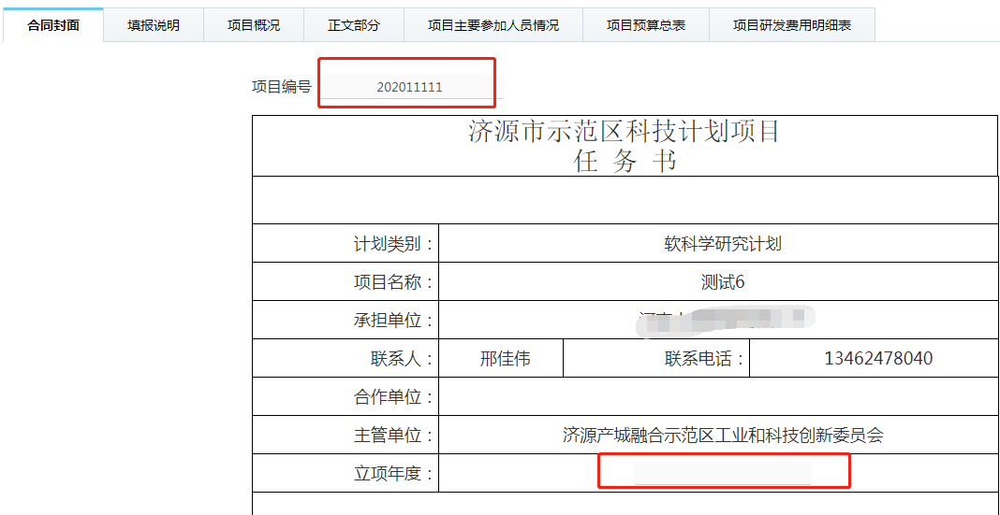 合同封面 填报说明 项目概况 正文部分 项目主要参加人员情况 项目预算总表 项目研发费用明细表
项目编号 202011111
济源市示范区科技计划项目
任 务 书
计划类别： 软科学研究计划
项目名称： 测试6
承担单位：
联系人： 邢佳伟 联系电话： 13462478040
合作单位：
主管单位： 济源产城融合示范区工业和科技创新委员会
立项年度：